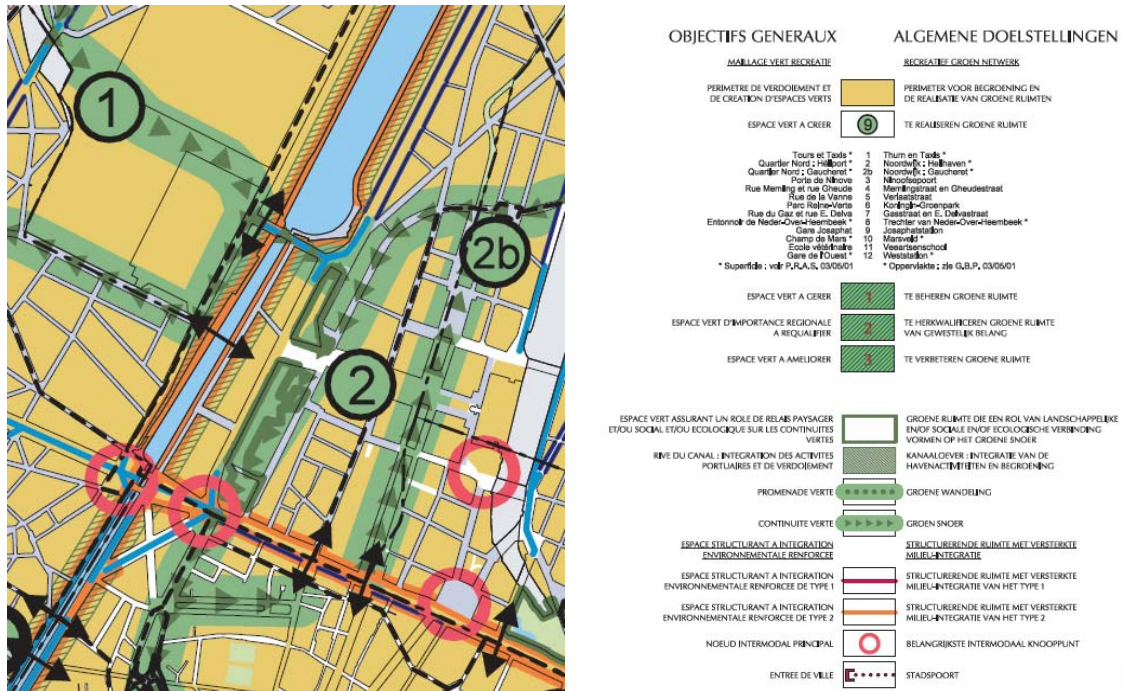 1
2b
2
OBJECTIFS GENERAUX ALGEMENE DOELSTELLINGEN
MAILLAGE VERT RECREATIF RECREATIEF GROEN NETWERK
PERIMETRE DE VERDOIEMENT ET PERIMETER VOOR BEGROENING EN
DE CREATION D'ESPACES VERTS DE REALISATIE VAN GROENE RUIMTEN
ESPACE VERT A CREER 9 TE REALISEREN GROENE RUIMTE
Tours et Taxis * 1 Thurn en Taxis *
Quartier Nord : Héliport * 2 Noordwijk : Helihaven *
Quartier Nord : Gaucheret * 2b Noordwijk : Gaucheret *
Porte de Ninove 3 Ninoofsepoort
Rue Memling et rue Gheude 4 Memlingstraat en Gheudestraat
Rue de la Vanne 5 Verlaatstraat
Parc Reine-Verte 6 Koningin-Groenpark
Rue du Gaz et rue E. Delva 7 Gasstraat en E. Delvastraat
Entonnoir de Neder-Over-Heembeek * 8 Trechter van Neder-Over-Heembeek *
Gare Josaphat 9 Josaphatstation
Champ de Mars * 10 Marsveld *
Ecole vétérinaire 11 Veeartsenschool
Gare de l'Ouest * 12 Weststation *
* Superficie : voir P.R.A.S. 03/05/01 * Oppervlakte : zie G.B.P. 03/05/01
ESPACE VERT A GERER 1 TE BEHEREN GROENE RUIMTE
ESPACE VERT D'IMPORTANCE REGIONALE 2 TE HERKWALIFICEREN GROENE RUIMTE
A REQUALIFIER VAN GEWESTELIJK BELANG
ESPACE VERT A AMELIORER 3 TE VERBETEREN GROENE RUIMTE
ESPACE VERT ASSURANT UN ROLE DE RELAIS PAYSAGER GROENE RUIMTE DIE EEN ROL VAN LANDSCHAPPELIJKE
ET/OU SOCIAL ET/OU ECOLOGIQUE SUR LES CONTINUITES EN/OF SOCIALE EN/OF ECOLOGISCHE VERBINDING
VERTES VORMEN OP HET GROENE SNOER
RIVE DU CANAL : INTEGRATION DES ACTIVITES KANAALOEVER : INTEGRATIE VAN DE
PORTUAIRES ET DE VERDOIEMENT HAVENACTIVITEITEN EN BEGROENING
PROMENADE VERTE GROENE WANDELING
CONTINUITE VERTE GROEN SNOER
ESPACE STRUCTURANT A INTEGRATION STRUCTURERENDE RUIMTE MET VERSTERKTE
ENVIRONNEMENTALE RENFORCEE MILIEU-INTEGRATIE
ESPACE STRUCTURANT A INTEGRATION STRUCTURERENDE RUIMTE MET VERSTERKTE
ENVIRONNEMENTALE RENFORCEE DE TYPE 1 MILIEU-INTEGRATIE VAN HET TYPE 1
ESPACE STRUCTURANT A INTEGRATION STRUCTURERENDE RUIMTE MET VERSTERKTE
ENVIRONNEMENTALE RENFORCEE DE TYPE 2 MILIEU-INTEGRATIE VAN HET TYPE 2
NOEUD INTERMODAL PRINCIPAL BELANGRIJKSTE INTERMODAAL KNOOPPUNT
ENTREE DE VILLE STADSPOORT